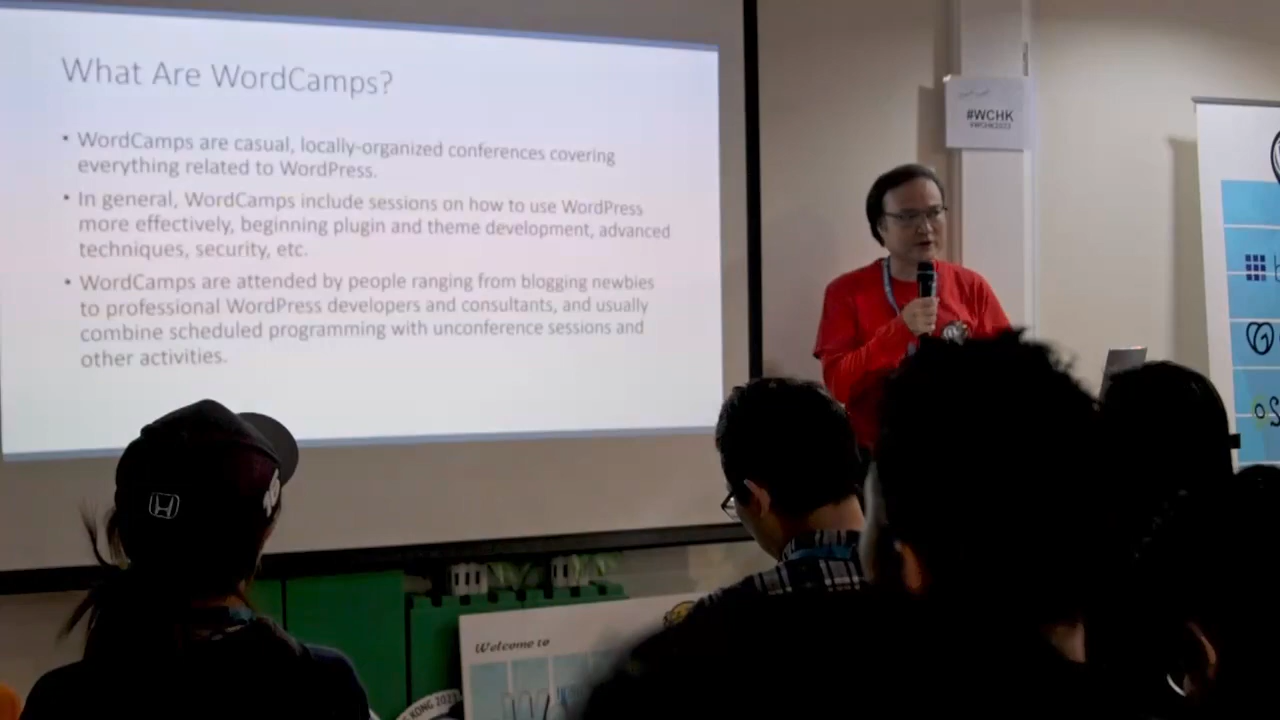 What Are WordCamps?
• WordCamps are casual, locally-organized conferences covering
everything related to WordPress.
• In general, WordCamps include sessions on how to use WordPress
more effectively, beginning plugin and theme development, advanced
techniques, security, etc.
• WordCamps are attended by people ranging from blogging newbies
to professional WordPress developers and consultants, and usually
combine scheduled programming with unconference sessions and
other activities.
#WCHK
#WCHK2023
Welcome to
KONG 2023